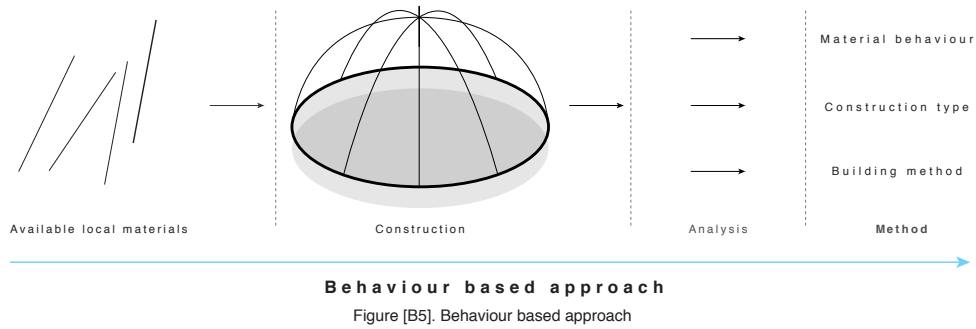 Material behaviour
Construction type
Building method
Available local materials
Construction
Analysis
Method
Behaviour based approach
Figure [B5]. Behaviour based approach